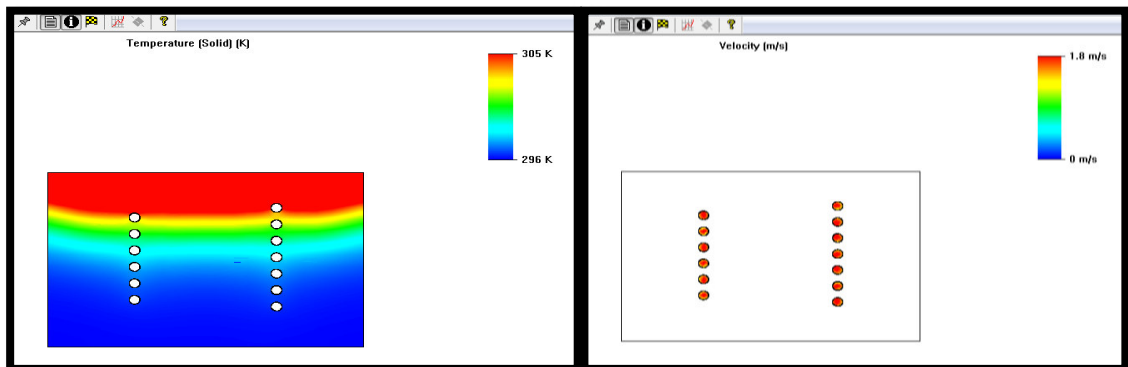 Temperature (Solid) (K)
305 K
296 K
Velocity (m/s)
1.8 m/s
0 m/s